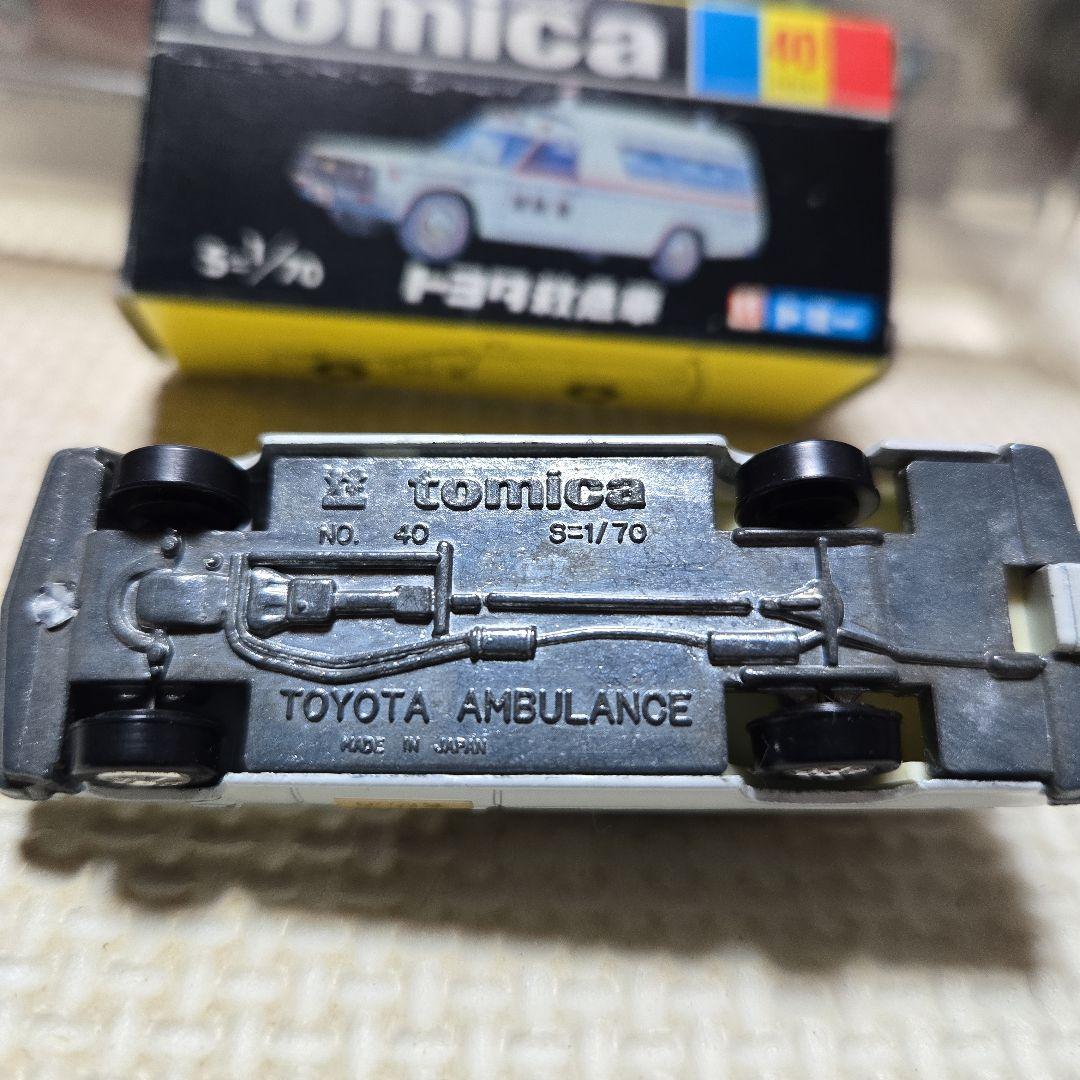 tomica
40
S=1/70
トヨタ救急車
トミー
tomica
NO. 40 S=1/70
TOYOTA AMBULANCE
MADE IN JAPAN